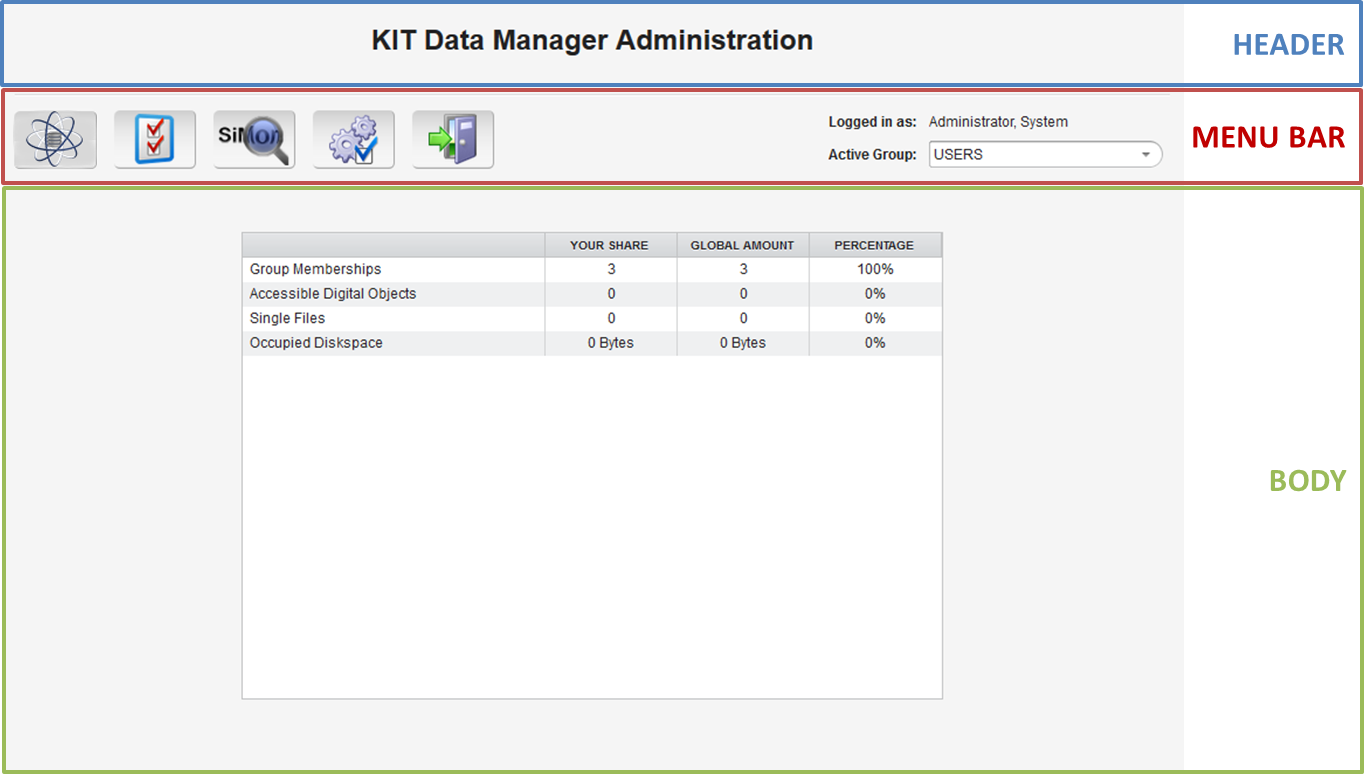 KIT Data Manager Administration
HEADER
SiMon
Logged in as: Administrator, System
Active Group: USERS
MENU BAR
YOUR SHARE GLOBAL AMOUNT PERCENTAGE
Group Memberships 3 3 100%
Accessible Digital Objects 0 0 0%
Single Files 0 0 0%
Occupied Diskspace 0 Bytes 0 Bytes 0%
BODY